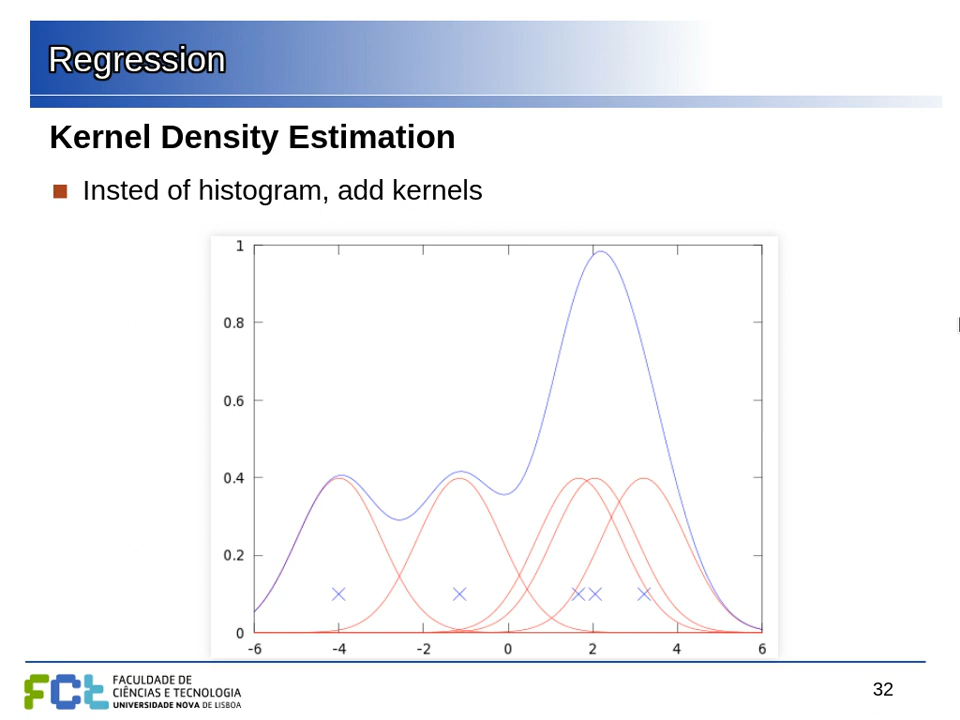 Regression
Kernel Density Estimation
Insted of histogram, add kernels
1
0.8
0.6
0.4
0.2
0
-6 -4 -2 0 2 4 6
FCt
FACULDADE DE
CIÊNCIAS E TECNOLOGIA
UNIVERSIDADE NOVA DE LISBOA
32